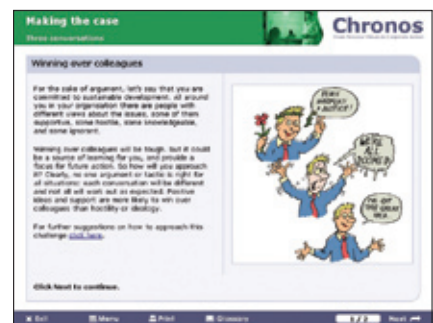 Making the case
Three conversations
Chronos
Winning over colleagues
For the sake of argument, let's say that you are
committed to sustainable development. All around
you in your organisation there are people with
different views about the issues, some of them
supportive, some hostile, some knowledgeable,
and some ignorant.
Winning over colleagues will be tough, but it could
be a source of learning for you, and provide a
focus for future action. So how will you approach
it? Clearly, no one argument or tactic is right for
all situations: each conversation will be different
and not all will work out as expected. Positive
ideas and support are more likely to win over
colleagues than hostility or ideology.
For further suggestions on how to approach this
challenge click here.
WE'RE
ALL
DOOMED!
I'VE GOT
THIS GREAT
IDEA
Click Next to continue.
Exit Menu Print Glossary Next